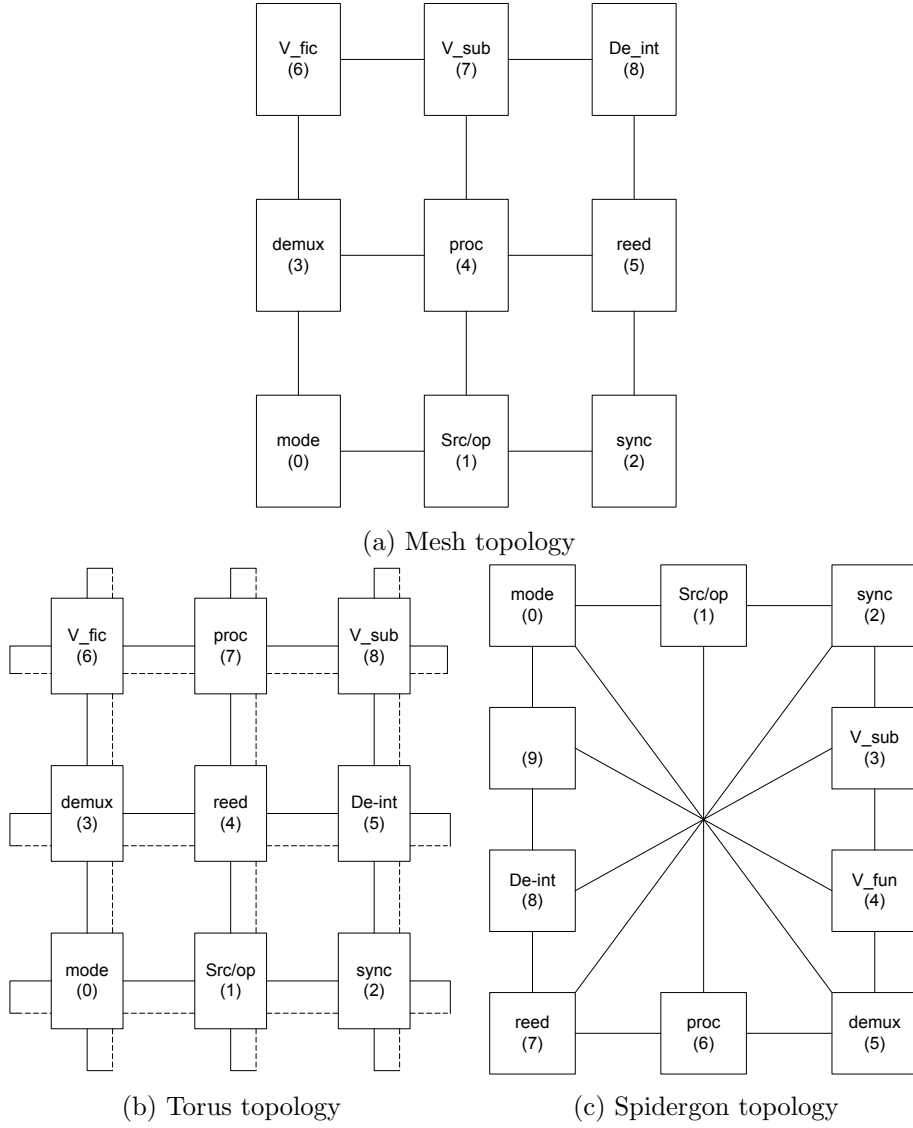 V_fic
(6)
V_sub
(7)
De_int
(8)
demux
(3)
proc
(4)
reed
(5)
mode
(0)
Src/op
(1)
sync
(2)
(a) Mesh topology
V_fic
(6)
proc
(7)
V_sub
(8)
demux
(3)
reed
(4)
De-int
(5)
mode
(0)
Src/op
(1)
sync
(2)
(b) Torus topology
mode
(0)
Src/op
(1)
sync
(2)
(9)
V_sub
(3)
De-int
(8)
V_fun
(4)
reed
(7)
proc
(6)
demux
(5)
(c) Spidergon topology